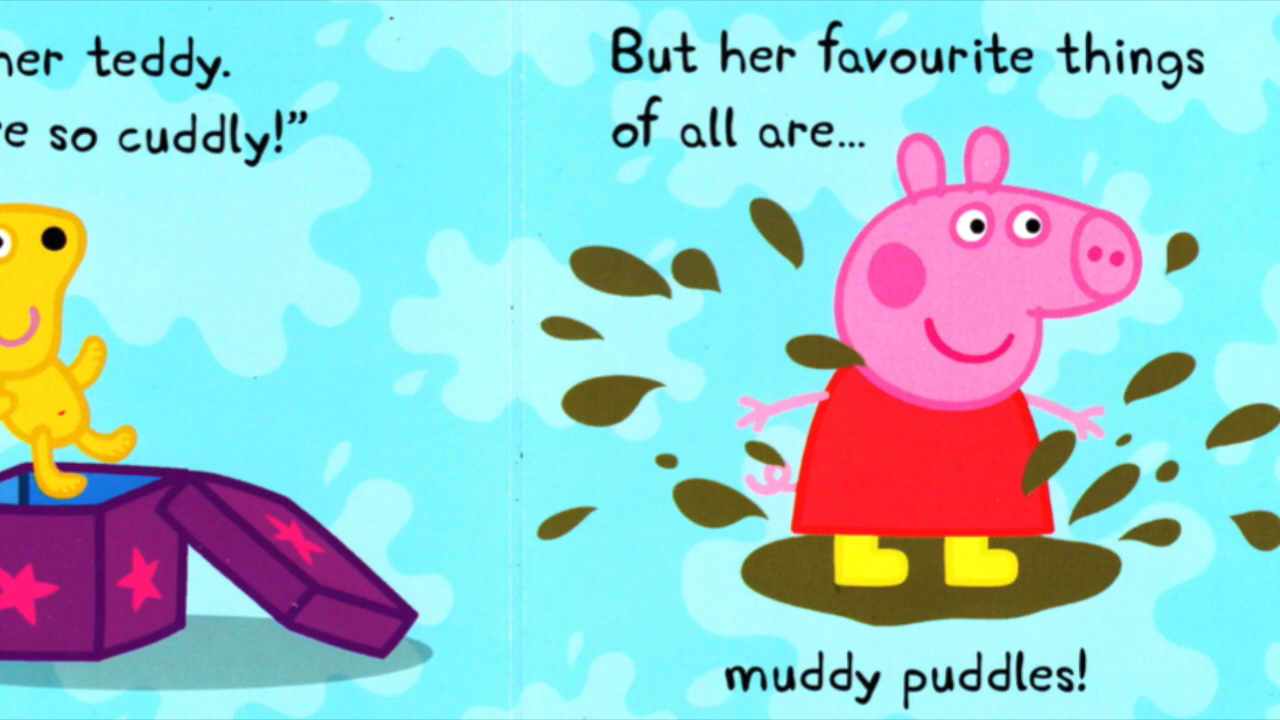 her teddy.
so cuddly!”
But her favourite things
of all are...
muddy puddles!